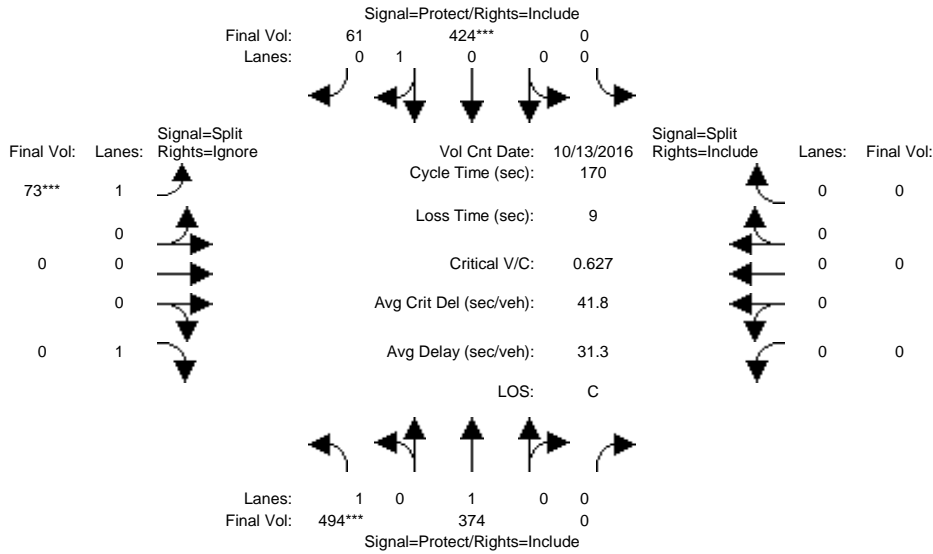 Signal=Protect/Rights=Include
Final Vol: 61 424*** 0
Lanes: 0 1 0 0 0
Signal=Split
Final Vol: Lanes: Rights=Ignore
Vol Cnt Date: 10/13/2016
Signal=Split
Rights=Include Lanes: Final Vol:
Cycle Time (sec): 170
73*** 1 0 0
Loss Time (sec): 9
0 0
0 0 Critical V/C: 0.627 0 0
0 Avg Crit Del (sec/veh): 41.8 0
0 1 Avg Delay (sec/veh): 31.3 0 0
LOS: C
Lanes: 1 0 1 0 0
Final Vol: 494*** 374 0
Signal=Protect/Rights=Include